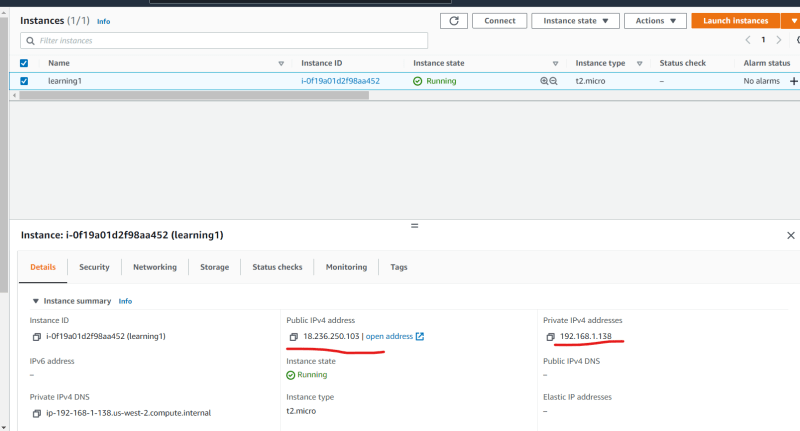 Instances (1/1) Info
Connect Instance state ▼ Actions ▼ Launch Instances ▼
Filter instances
1
Name Instance ID Instance state Instance type Status check Alarm status
learning1 i-0f19a01d2f98aa452 Running t2.micro – No alarms +
Instance: i-0f19a01d2f98aa452 (learning1)
Details Security Networking Storage Status checks Monitoring Tags
▼ Instance summary Info
Instance ID Public IPv4 address Private IPv4 addresses
i-0f19a01d2f98aa452 (learning1) 18.236.250.103 | open address 192.168.1.138
IPv6 address Instance state Public IPv4 DNS
– Running –
Private IPv4 DNS Instance type Elastic IP addresses
ip-192-168-1-138.us-west-2.compute.internal t2.micro –